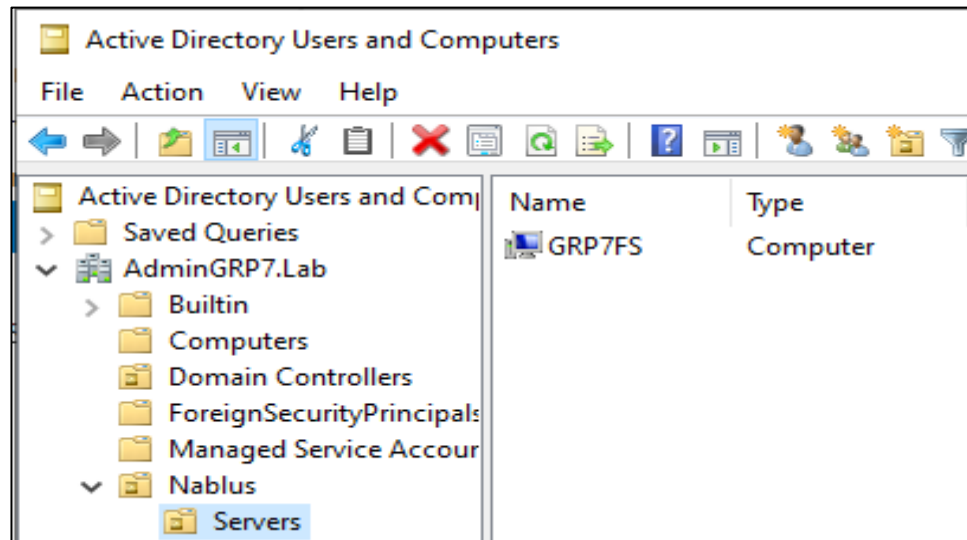 Active Directory Users and Computers
File Action View Help
Active Directory Users and Comp
Name Type
Saved Queries
GRP7FS Computer
AdminGRP7.Lab
Builtin
Computers
Domain Controllers
ForeignSecurityPrincipals
Managed Service Accour
Nablus
Servers